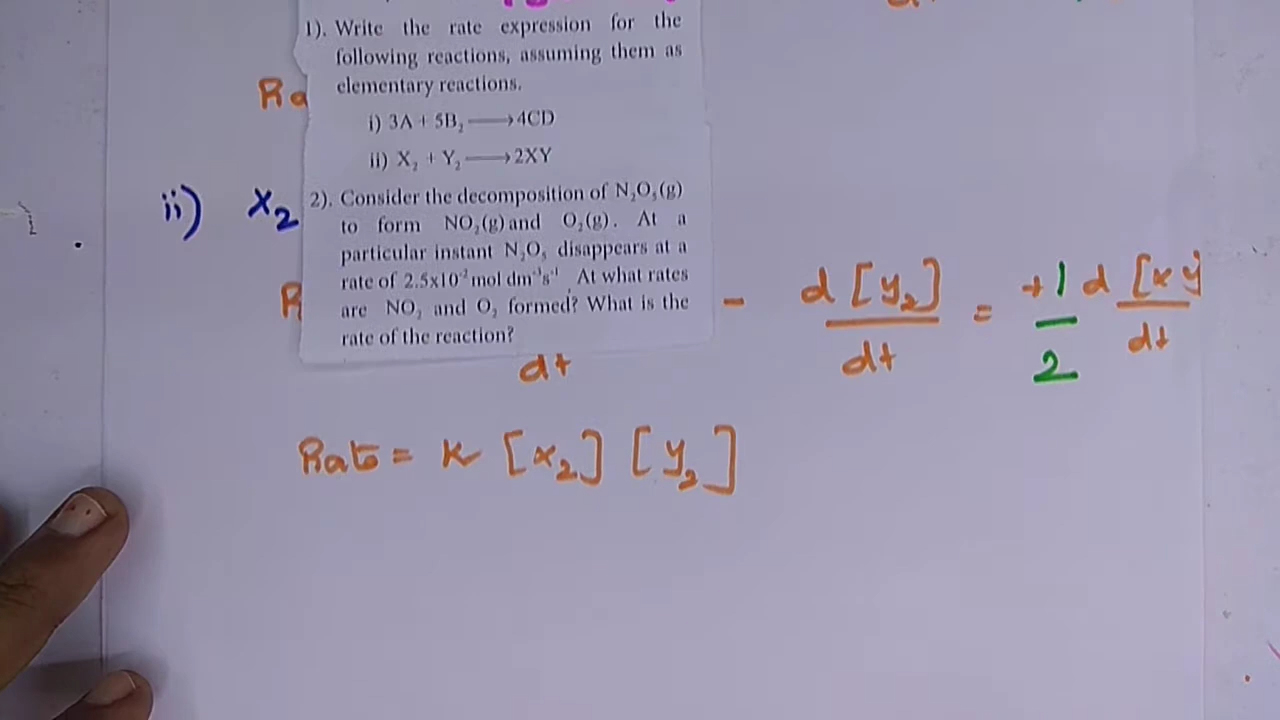 1). Write the rate expression for the
following reactions, assuming them as
elementary reactions.
i) 3A + 5B₂ ⟶ 4CD
ii) X₂ + Y₂ ⟶ 2XY
2). Consider the decomposition of N₂O₅(g)
to form NO₂(g) and O₂(g). At a
particular instant N₂O₅ disappears at a
rate of 2.5x10⁻² mol dm⁻³s⁻¹. At what rates
are NO₂ and O₂ formed? What is the
rate of the reaction?
Ra
ii) X₂
R
dt
- d[y₂]/dt = +1/2 d[xy]/dt
Rate = k [x₂] [y₂]